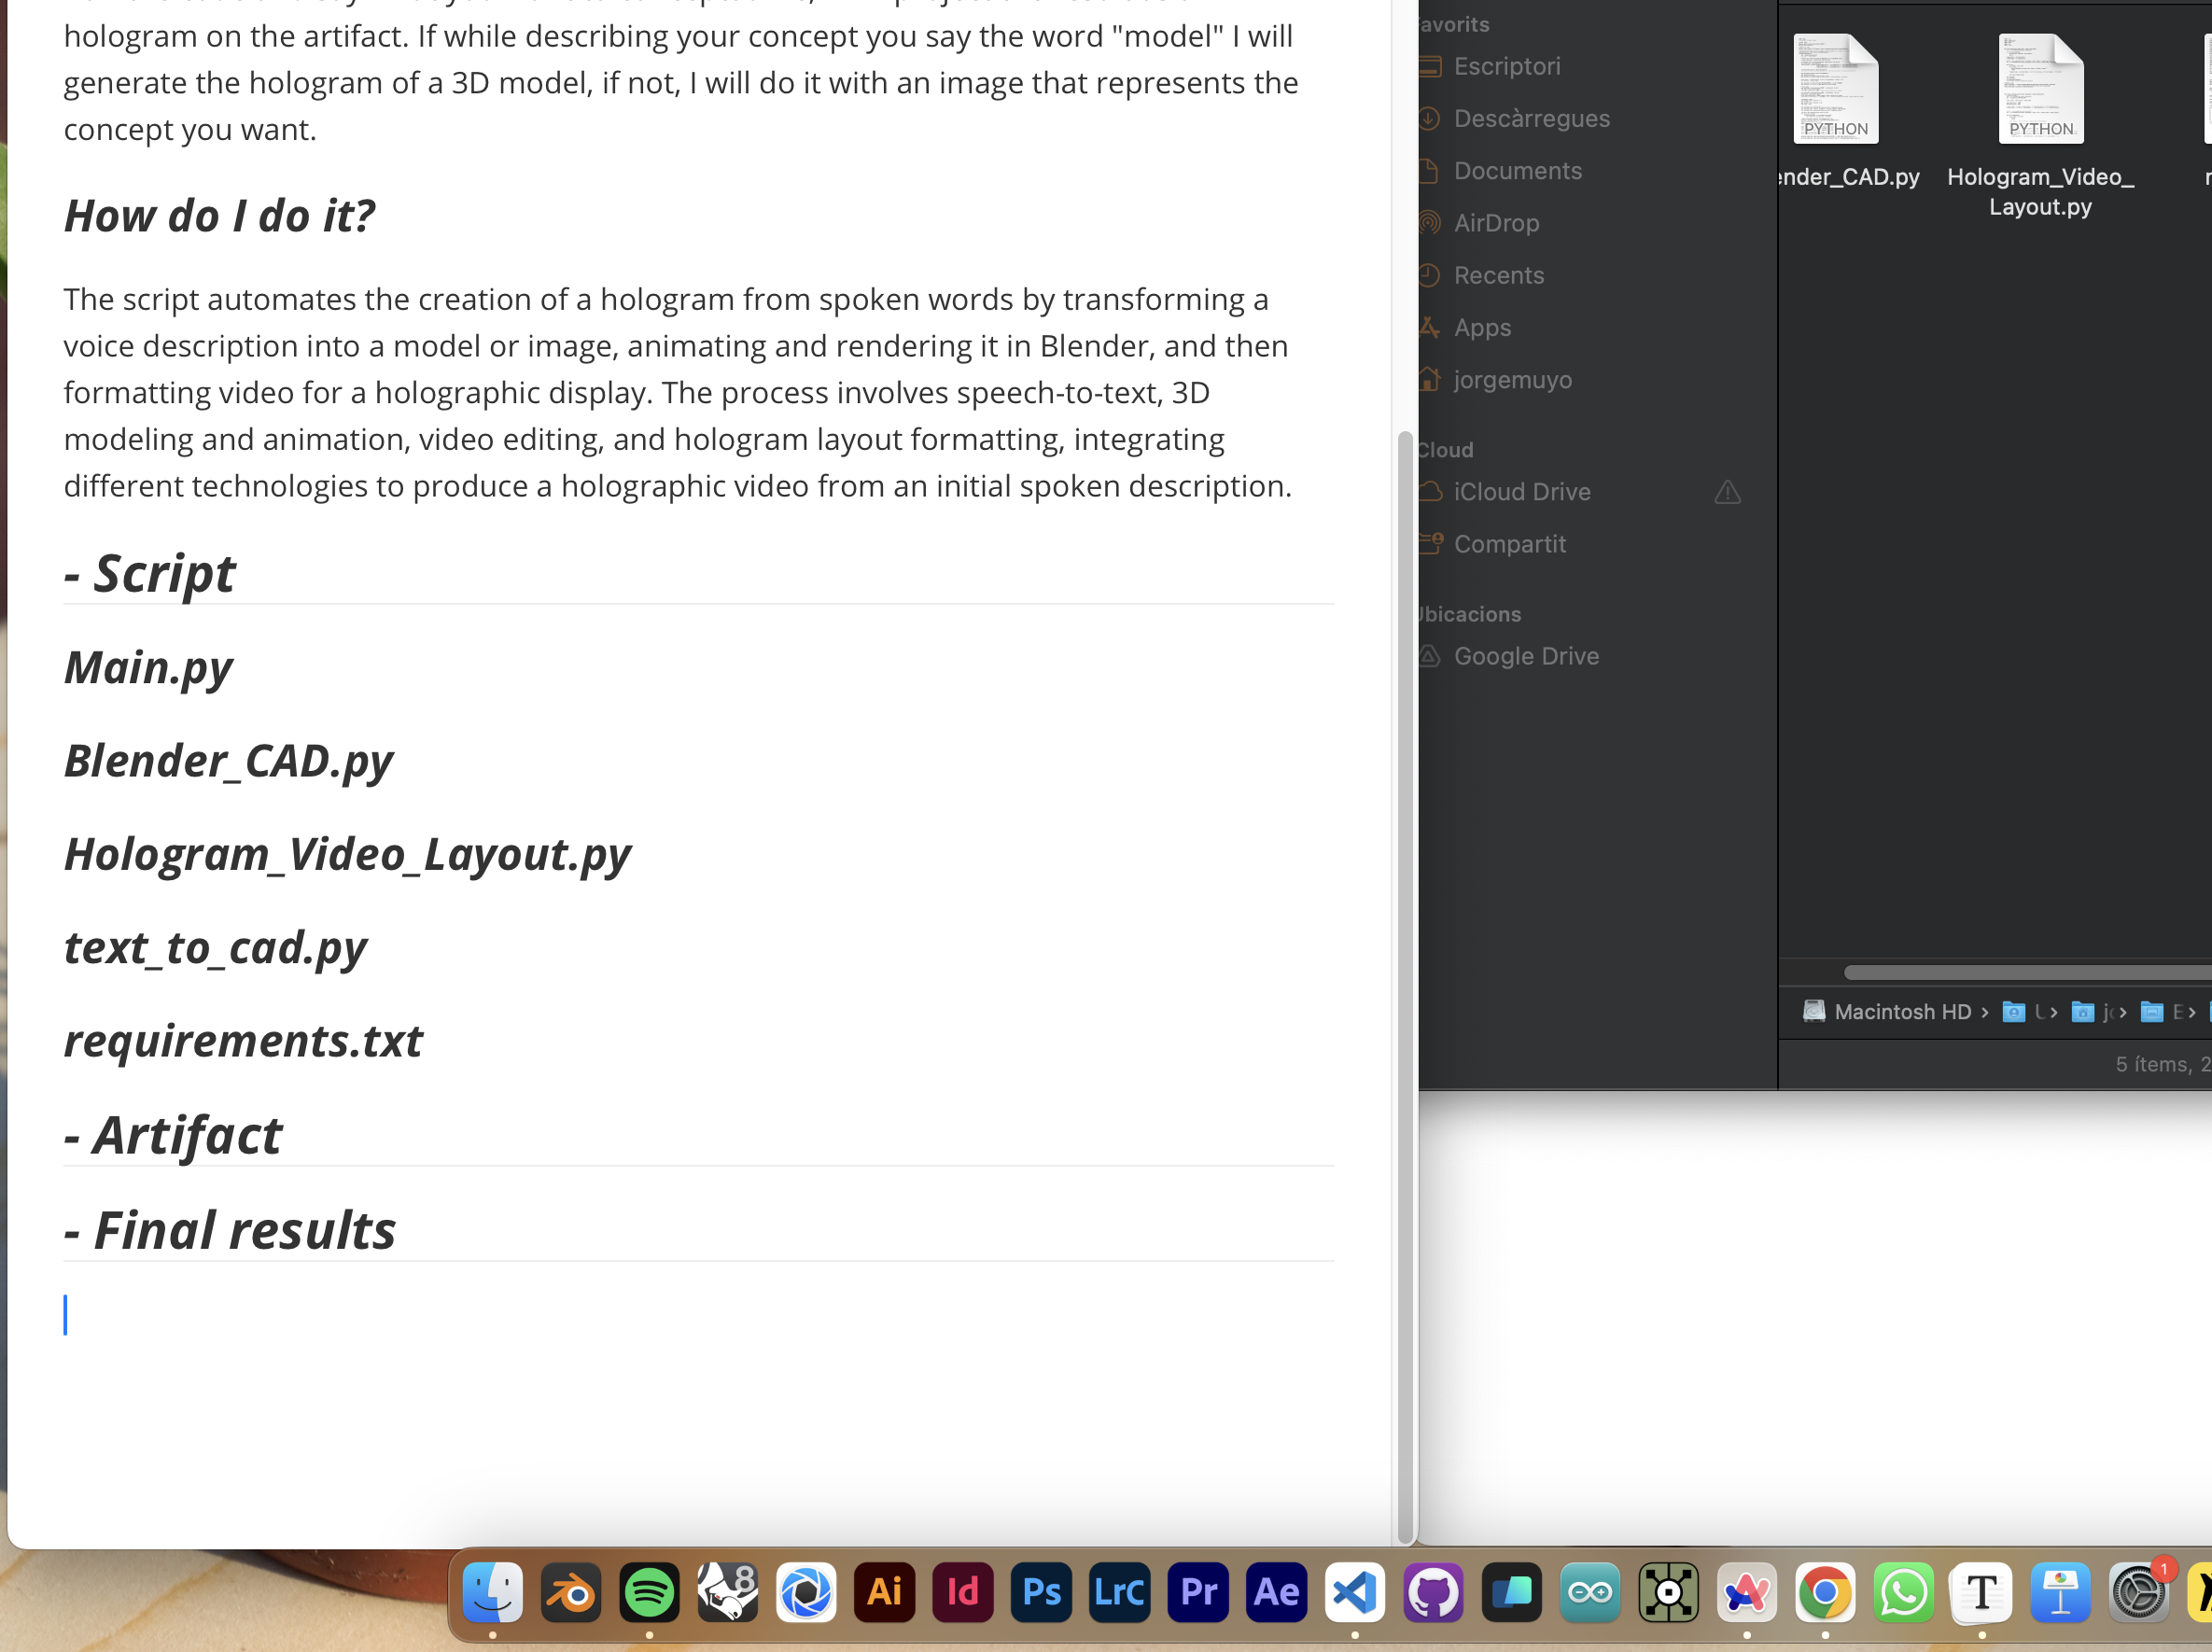 hologram on the artifact. If while describing your concept you say the word "model" I will
generate the hologram of a 3D model, if not, I will do it with an image that represents the
concept you want.
How do I do it?
The script automates the creation of a hologram from spoken words by transforming a
voice description into a model or image, animating and rendering it in Blender, and then
formatting video for a holographic display. The process involves speech-to-text, 3D
modeling and animation, video editing, and hologram layout formatting, integrating
different technologies to produce a holographic video from an initial spoken description.
- Script
Main.py
Blender_CAD.py
Hologram_Video_Layout.py
text_to_cad.py
requirements.txt
- Artifact
- Final results
Favorits
Escriptori
Descàrregues
Documents
AirDrop
Recents
Apps
jorgemuyo
Cloud
iCloud Drive
Compartit
Ubicacions
Google Drive
PYTHON
ender_CAD.py
PYTHON
Hologram_Video_
Layout.py
Macintosh HD
5 ítems, 2
8
Ai
Id
Ps
LrC
Pr
Ae
T
1